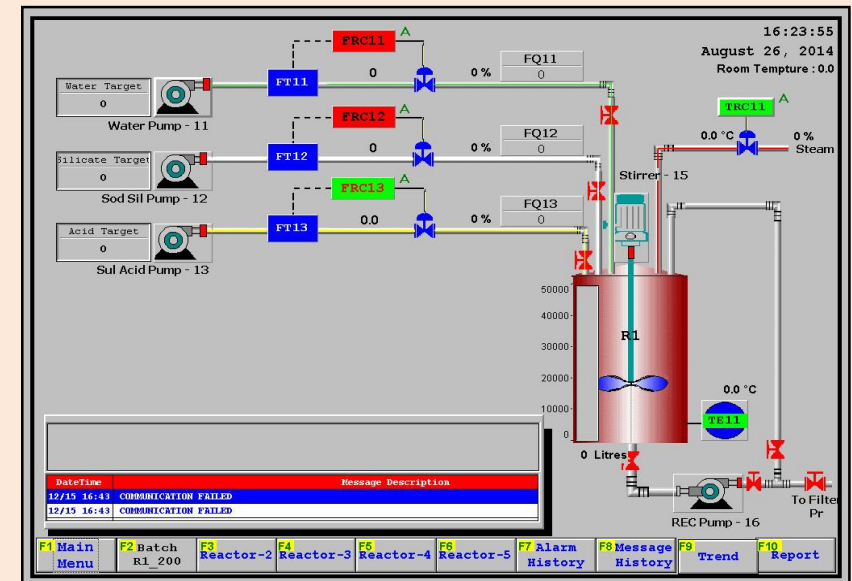 16:23:55
August 26, 2014
Room Tempture : 0.0
FRC11 A
FT11 0 0 %
FQ11
0
Water Target
0
Water Pump - 11
TRC11 A
0.0 °C 0 %
Steam
FRC12 A
FT12 0 0 %
FQ12
0
Silicate Target
0
Sod Sil Pump - 12
Stirrer - 15
FRC13 A
FT13 0.0 0 %
FQ13
0
Acid Target
0
Sul Acid Pump - 13
50000
40000
30000
20000
10000
0
R1
0 Litres
0.0 °C
TE11
REC Pump - 16
To Filter
Pr
DateTime Message Description
12/15 16:43 COMMUNICATION FAILED
12/15 16:43 COMMUNICATION FAILED
F1 Main Menu
F2 Batch R1_200
F3 Reactor-2
F4 Reactor-3
F5 Reactor-4
F6 Reactor-5
F7 Alarm History
F8 Message History
F9 Trend
F10 Report